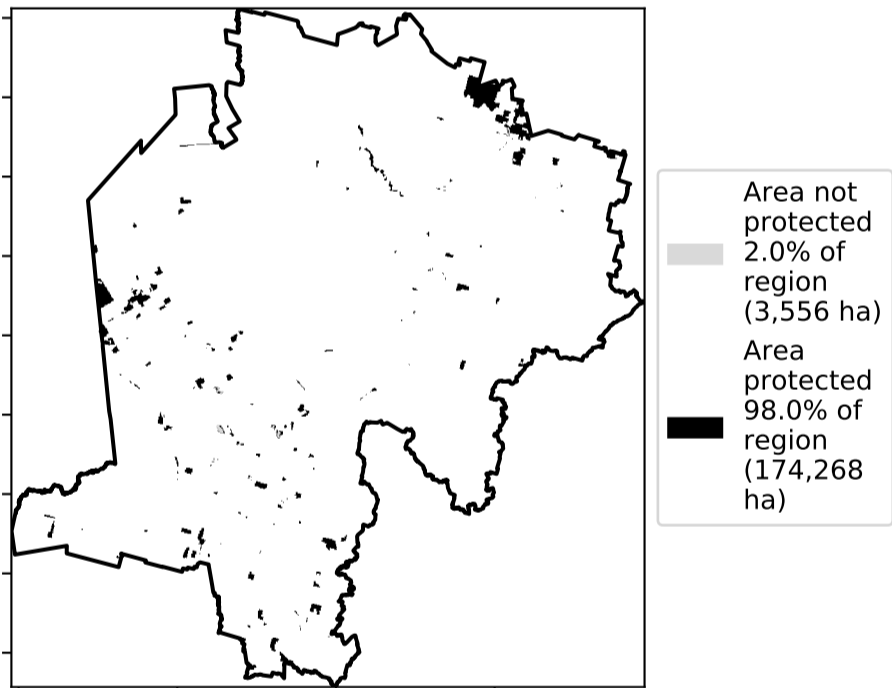 Area not
protected
2.0% of
region
(3,556 ha)
Area
protected
98.0% of
region
(174,268
ha)